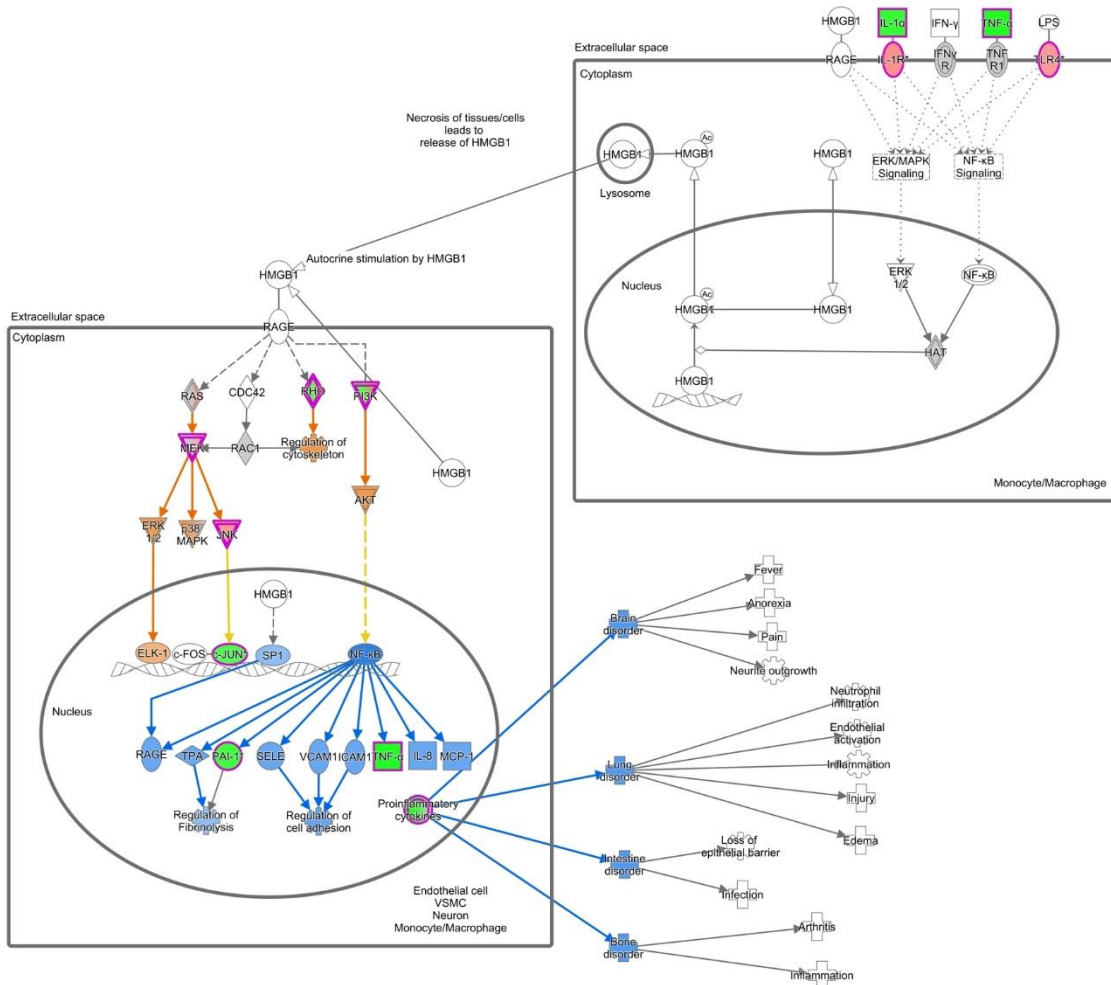 HMGB1
IL-1α
IFN-γ
TNF-α
LPS
Extracellular space
RAGE
IL-1R*
IFNγ
R
TNF
R1
TLR4*
Cytoplasm
Necrosis of tissues/cells
leads to
release of HMGB1
HMGB1
Lysosome
HMGB1
Ac
HMGB1
ERK/MAPK
Signaling
NF-κB
Signaling
Nucleus
HMGB1
Ac
HMGB1
ERK
1/2
NF-κB
HAT
HMGB1
Monocyte/Macrophage
Autocrine stimulation by HMGB1
HMGB1
Extracellular space
RAGE
Cytoplasm
RAS
CDC42
RHO
PI3K
MEK
RAC1
Regulation of
cytoskeleton
HMGB1
AKT
ERK
1/2
p38
MAPK
JNK
HMGB1
ELK-1
c-FOS
c-JUN*
SP1
NF-κB
Nucleus
RAGE
TPA
PAI-1*
SELE
VCAM1
ICAM1
TNF-α
IL-8
MCP-1
Regulation of
Fibrinolysis
Regulation of
cell adhesion
Proinflammatory
cytokines
Endothelial cell
VSMC
Neuron
Monocyte/Macrophage
Brain
disorder
Fever
Anorexia
Pain
Neurite outgrowth
Lung
disorder
Neutrophil
infiltration
Endothelial
activation
Inflammation
Injury
Edema
Intestine
disorder
Loss of
epithelial barrier
Infection
Bone
disorder
Arthritis
Inflammation